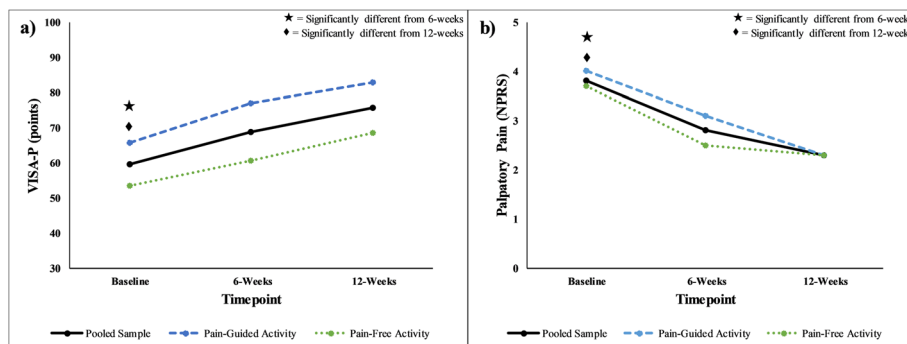 a)
★ = Significantly different from 6-weeks
♦ = Significantly different from 12-weeks
100
90
80
70
60
50
40
30
VISA-P (points)
Baseline
6-Weeks
12-Weeks
Timepoint
Pooled Sample
Pain-Guided Activity
Pain-Free Activity
b)
★ = Significantly different from 6-weeks
♦ = Significantly different from 12-weeks
5
4
3
2
1
0
Palpatory Pain (NPRS)
Baseline
6-Weeks
12-Weeks
Timepoint
Pooled Sample
Pain-Guided Activity
Pain-Free Activity